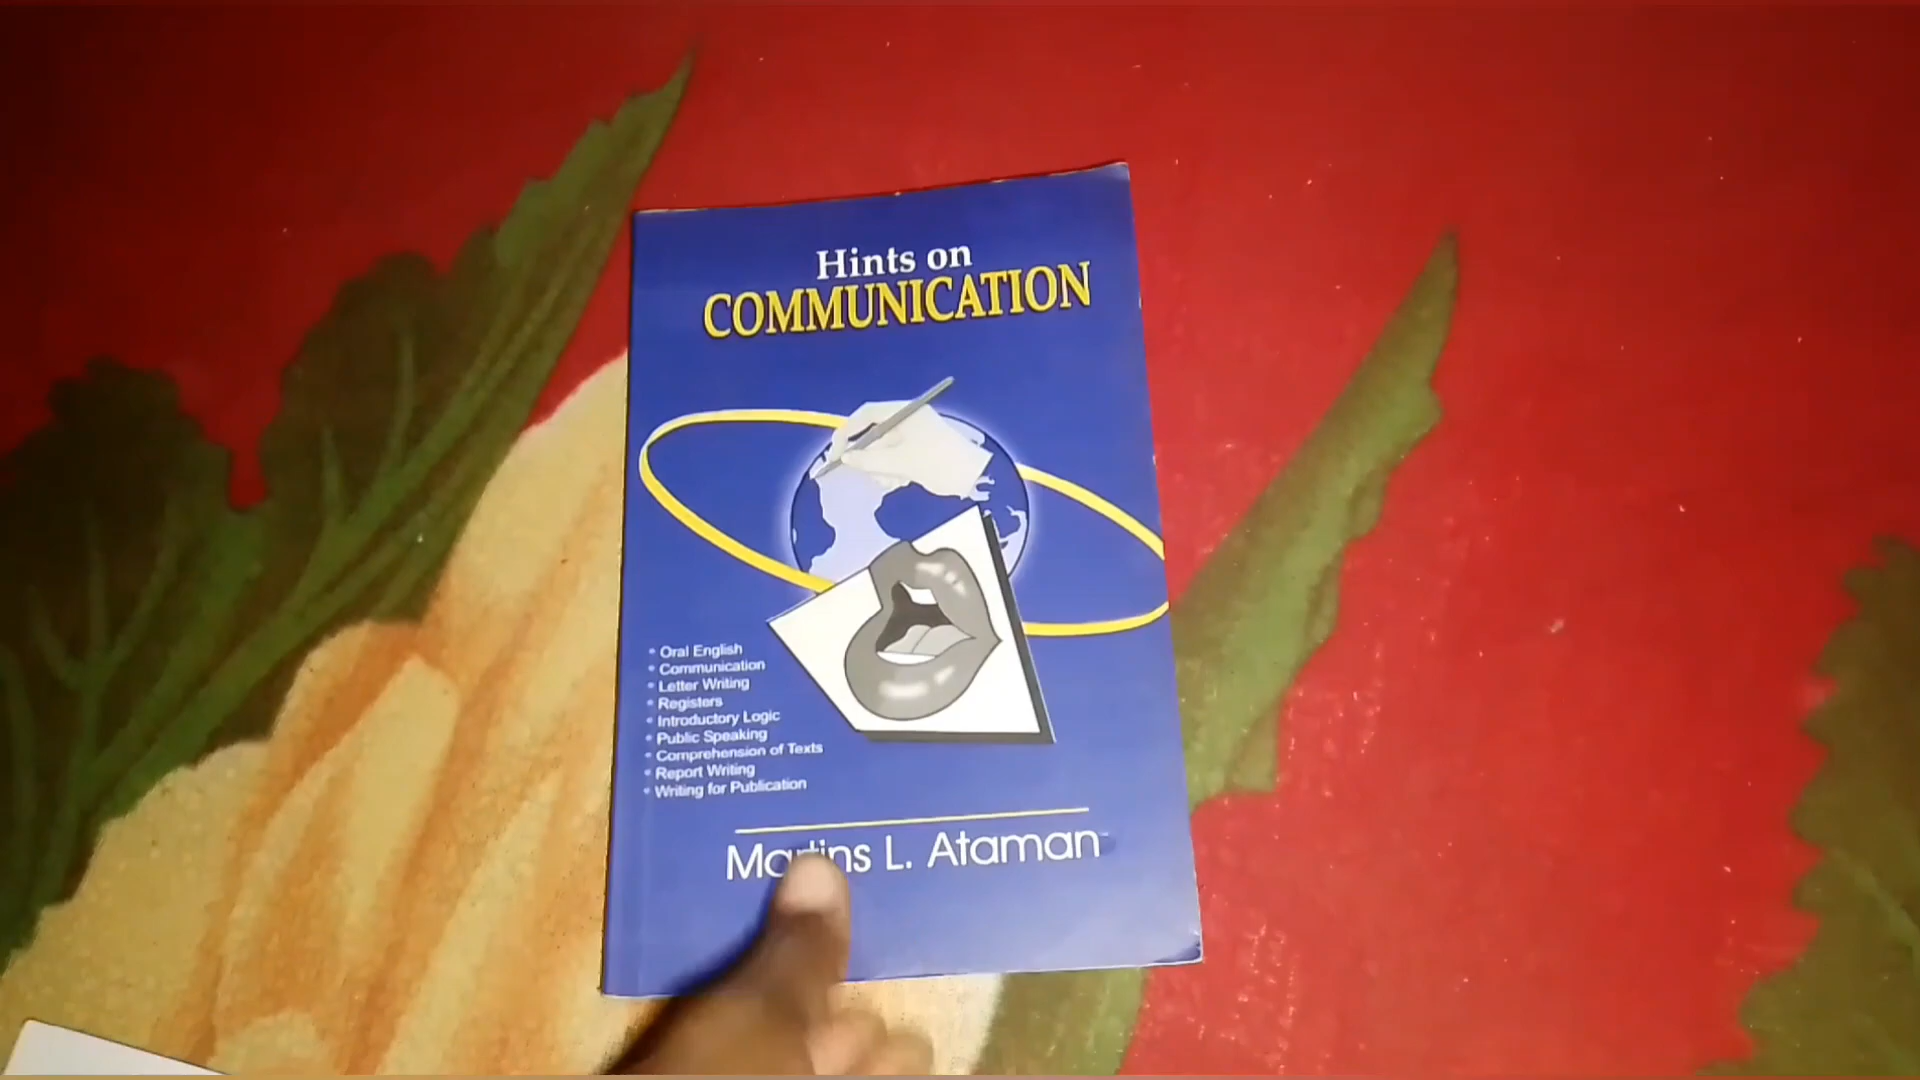 Hints on
COMMUNICATION
• Oral English
• Communication
• Letter Writing
• Registers
• Introductory Logic
• Public Speaking
• Comprehension of Texts
• Report Writing
• Writing for Publication
Martins L. Ataman